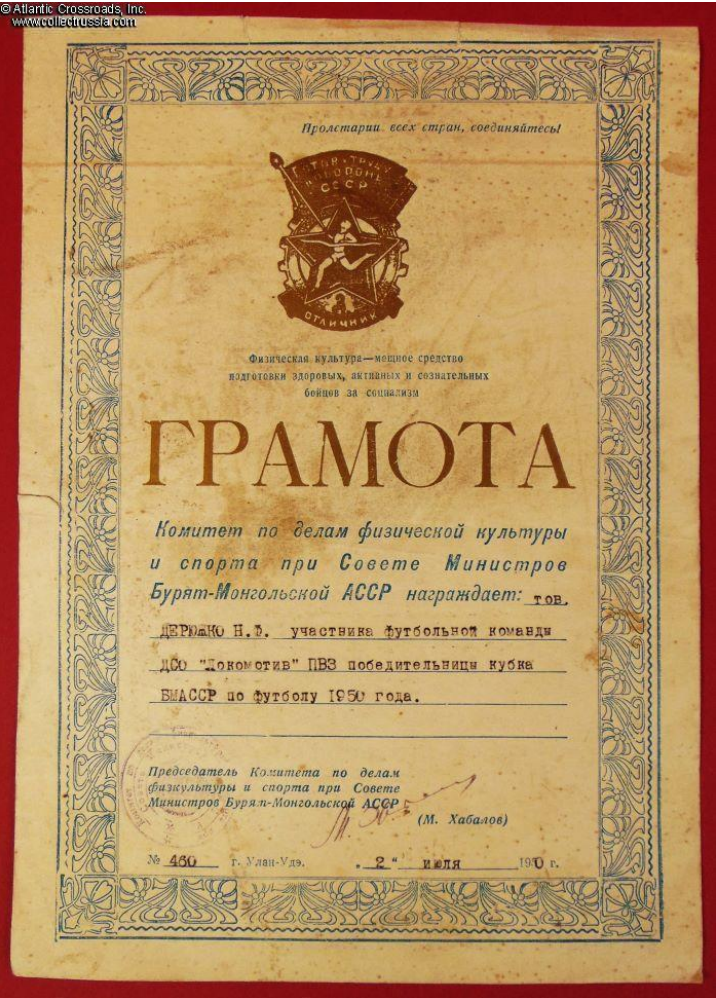 © Atlantic Crossroads, Inc.
www.collectrussia.com
Пролетарии всех стран, соединяйтесь!
ГОТОВ К ТРУДУ
И ОБОРОНЕ
СССР
2
ОТЛИЧНИК
Физическая культура—мощное средство
подготовки здоровых, активных и сознательных
бойцов за социализм
ГРАМОТА
Комитет по делам физической культуры
и спорта при Совете Министров
Бурят-Монгольской АССР награждает: тов.
ДЕРЮЖКО Н.Ф. участника футбольной команды
ДСО "Локомотив" ПВЗ победительницы кубка
БМАССР по футболу 1950 года.
Председатель Комитета по делам
физкультуры и спорта при Совете
Министров Бурят-Монгольской АССР
(М. Хабалов)
№ 460 г. Улан-Удэ. „2" июля 1950 г.